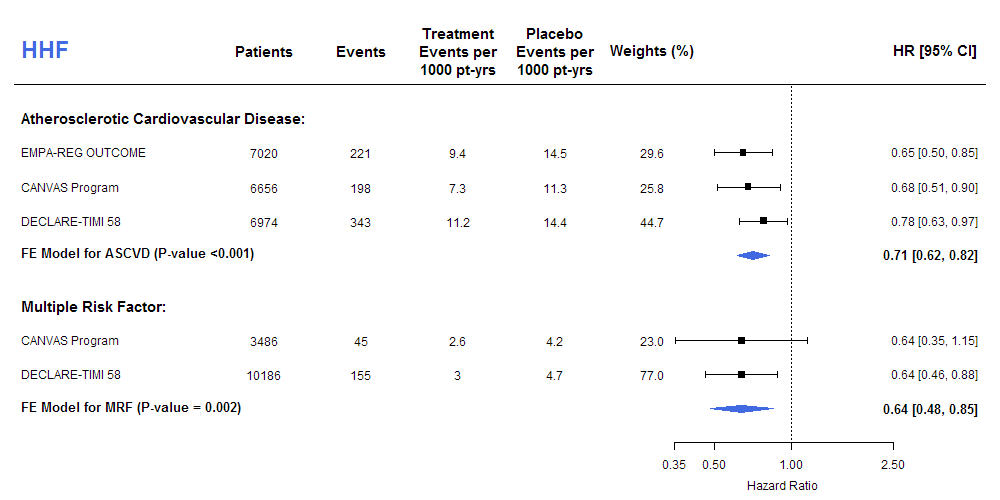 HHF Patients Events Treatment Events per 1000 pt-yrs Placebo Events per 1000 pt-yrs Weights (%) HR [95% CI]
Atherosclerotic Cardiovascular Disease:
EMPA-REG OUTCOME 7020 221 9.4 14.5 29.6 0.65 [0.50, 0.85]
CANVAS Program 6656 198 7.3 11.3 25.8 0.68 [0.51, 0.90]
DECLARE-TIMI 58 6974 343 11.2 14.4 44.7 0.78 [0.63, 0.97]
FE Model for ASCVD (P-value <0.001) 0.71 [0.62, 0.82]
Multiple Risk Factor:
CANVAS Program 3486 45 2.6 4.2 23.0 0.64 [0.35, 1.15]
DECLARE-TIMI 58 10186 155 3 4.7 77.0 0.64 [0.46, 0.88]
FE Model for MRF (P-value = 0.002) 0.64 [0.48, 0.85]
0.35 0.50 1.00 2.50
Hazard Ratio